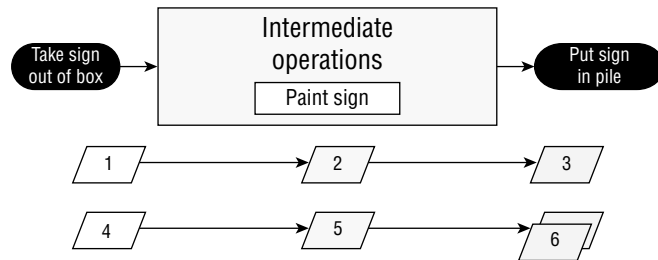 Take sign
out of box
Intermediate
operations
Paint sign
Put sign
in pile
1
2
3
4
5
6